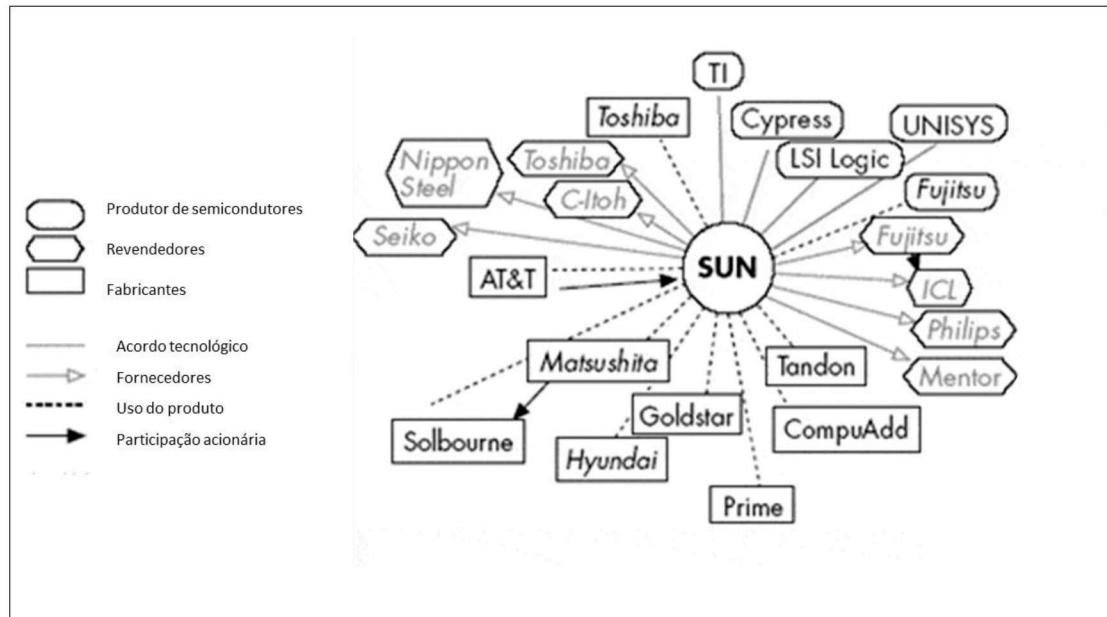 Produtor de semicondutores
Revendedores
Fabricantes
Acordo tecnológico
Fornecedores
Uso do produto
Participação acionária
TI
Toshiba
Cypress
UNISYS
LSI Logic
Nippon
Steel
Toshiba
C-Itoh
Fujitsu
Seiko
Fujitsu
SUN
AT&T
ICL
Philips
Matsushita
Tandon
Mentor
Goldstar
Solbourne
CompuAdd
Hyundai
Prime